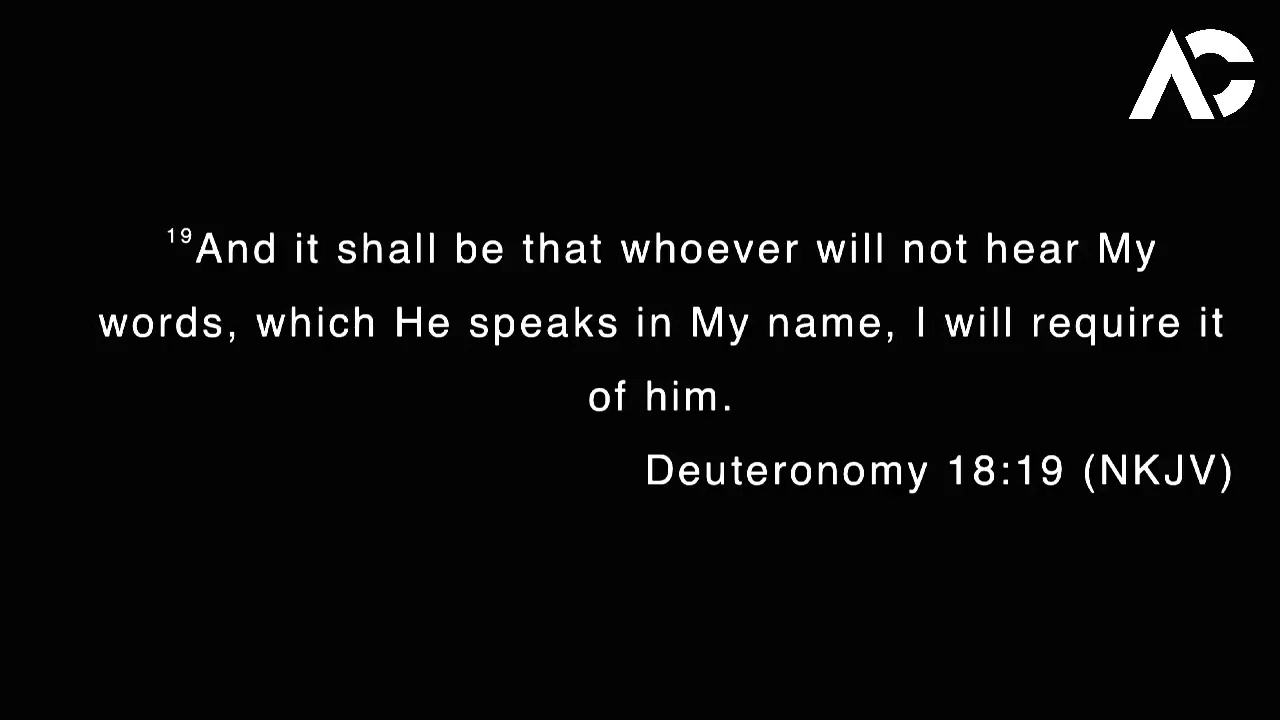 AC
¹⁹And it shall be that whoever will not hear My
words, which He speaks in My name, I will require it
of him.
Deuteronomy 18:19 (NKJV)